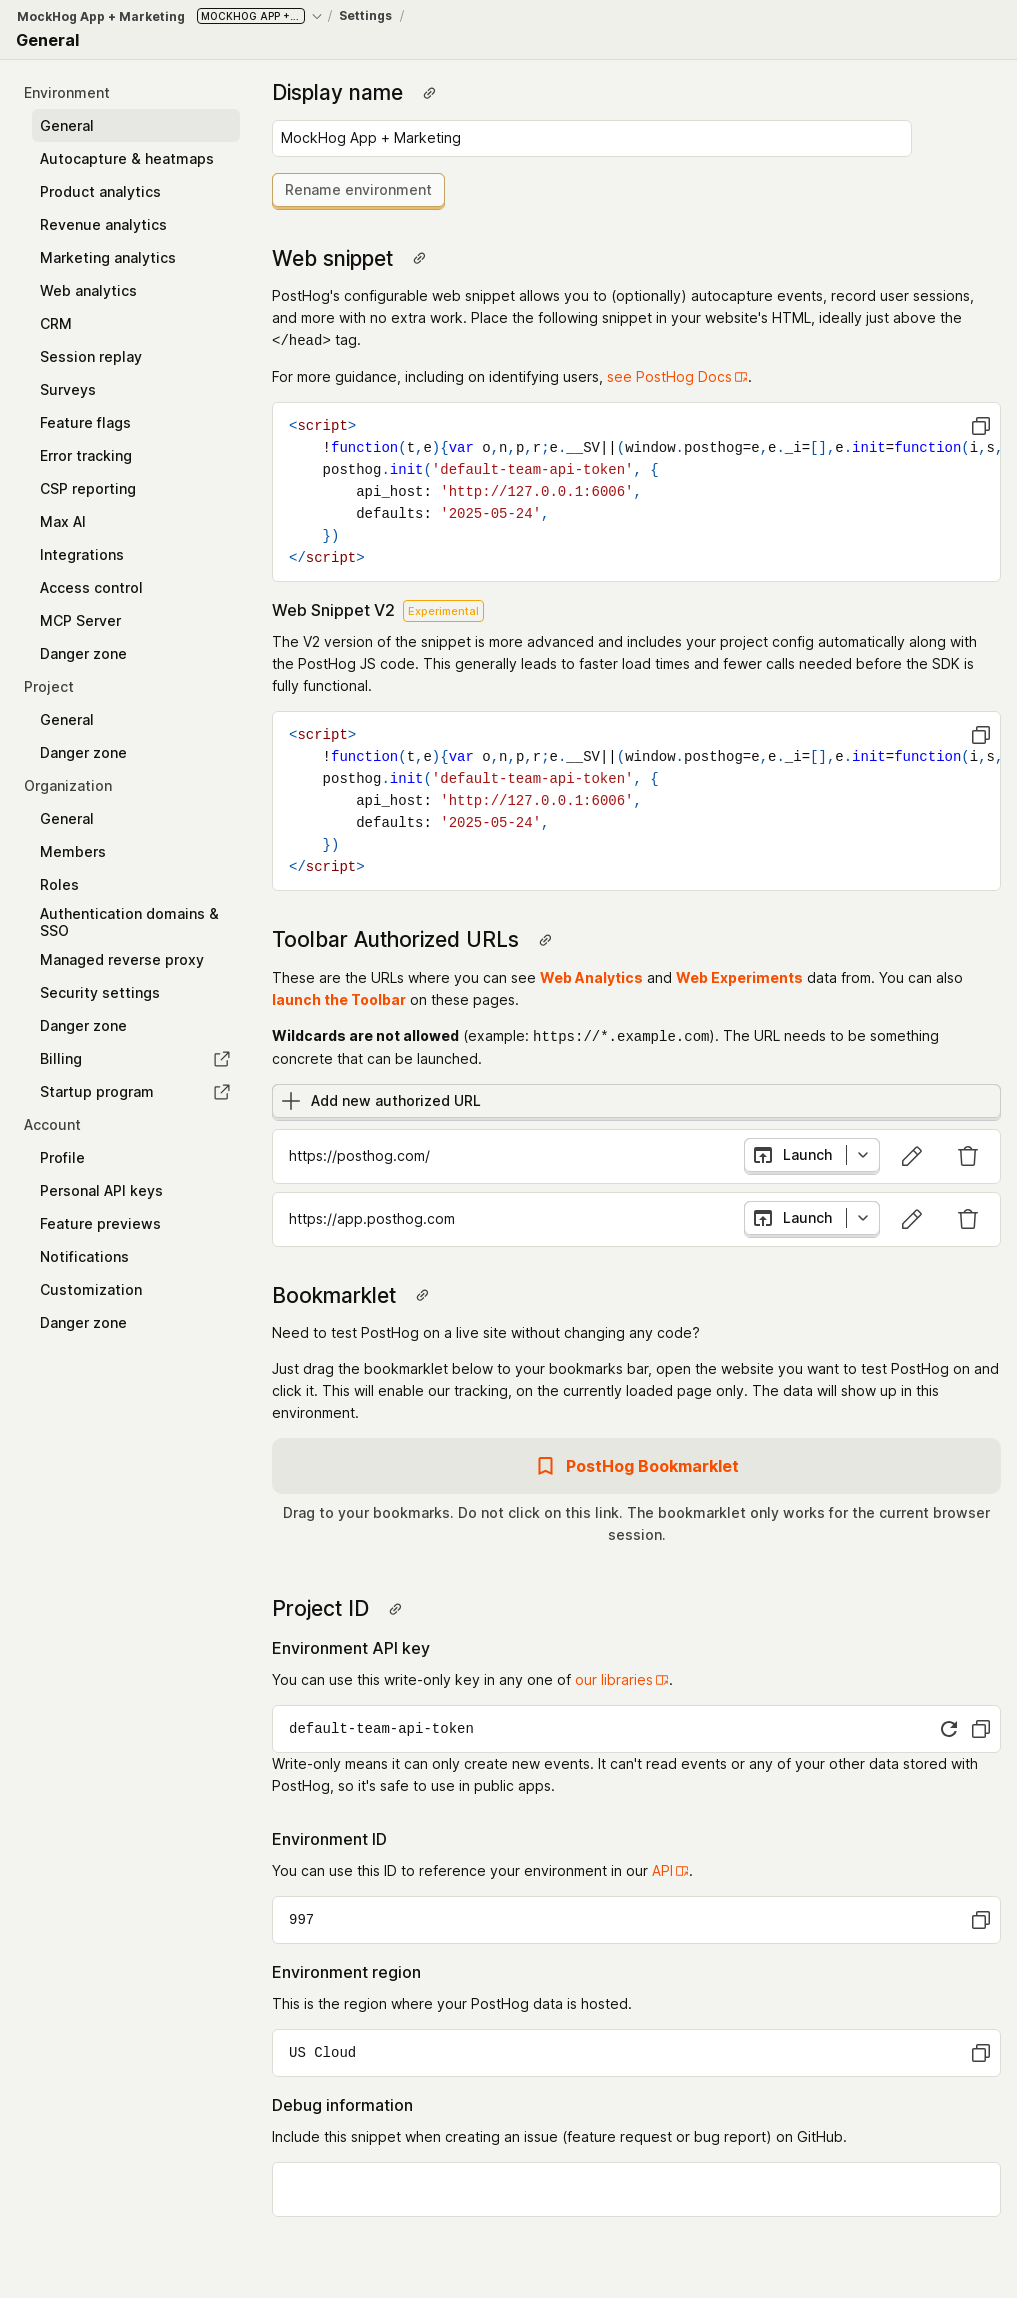 MockHog App + Marketing MOCKHOG APP +... / Settings /
General
Environment
General
Autocapture & heatmaps
Product analytics
Revenue analytics
Marketing analytics
Web analytics
CRM
Session replay
Surveys
Feature flags
Error tracking
CSP reporting
Max AI
Integrations
Access control
MCP Server
Danger zone
Project
General
Danger zone
Organization
General
Members
Roles
Authentication domains &
SSO
Managed reverse proxy
Security settings
Danger zone
Billing
Startup program
Account
Profile
Personal API keys
Feature previews
Notifications
Customization
Danger zone
Display name
MockHog App + Marketing
Rename environment
Web snippet
PostHog's configurable web snippet allows you to (optionally) autocapture events, record user sessions,
and more with no extra work. Place the following snippet in your website's HTML, ideally just above the
</head> tag.
For more guidance, including on identifying users, see PostHog Docs.
<script>
    !function(t,e){var o,n,p,r;e.__SV||(window.posthog=e,e._i=[],e.init=function(i,s,
    posthog.init('default-team-api-token', {
        api_host: 'http://127.0.0.1:6006',
        defaults: '2025-05-24',
    })
</script>
Web Snippet V2 Experimental
The V2 version of the snippet is more advanced and includes your project config automatically along with
the PostHog JS code. This generally leads to faster load times and fewer calls needed before the SDK is
fully functional.
<script>
    !function(t,e){var o,n,p,r;e.__SV||(window.posthog=e,e._i=[],e.init=function(i,s,
    posthog.init('default-team-api-token', {
        api_host: 'http://127.0.0.1:6006',
        defaults: '2025-05-24',
    })
</script>
Toolbar Authorized URLs
These are the URLs where you can see Web Analytics and Web Experiments data from. You can also
launch the Toolbar on these pages.
Wildcards are not allowed (example: https://*.example.com). The URL needs to be something
concrete that can be launched.
Add new authorized URL
https://posthog.com/ Launch
https://app.posthog.com Launch
Bookmarklet
Need to test PostHog on a live site without changing any code?
Just drag the bookmarklet below to your bookmarks bar, open the website you want to test PostHog on and
click it. This will enable our tracking, on the currently loaded page only. The data will show up in this
environment.
PostHog Bookmarklet
Drag to your bookmarks. Do not click on this link. The bookmarklet only works for the current browser
session.
Project ID
Environment API key
You can use this write-only key in any one of our libraries.
default-team-api-token
Write-only means it can only create new events. It can't read events or any of your other data stored with
PostHog, so it's safe to use in public apps.
Environment ID
You can use this ID to reference your environment in our API.
997
Environment region
This is the region where your PostHog data is hosted.
US Cloud
Debug information
Include this snippet when creating an issue (feature request or bug report) on GitHub.